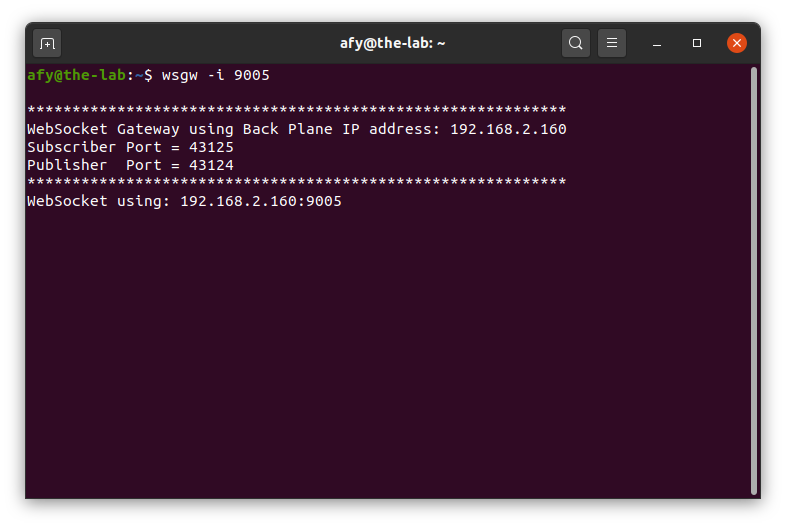 afy@the-lab: ~
afy@the-lab:~$ wsgw -i 9005
************************************************************
WebSocket Gateway using Back Plane IP address: 192.168.2.160
Subscriber Port = 43125
Publisher  Port = 43124
************************************************************
WebSocket using: 192.168.2.160:9005